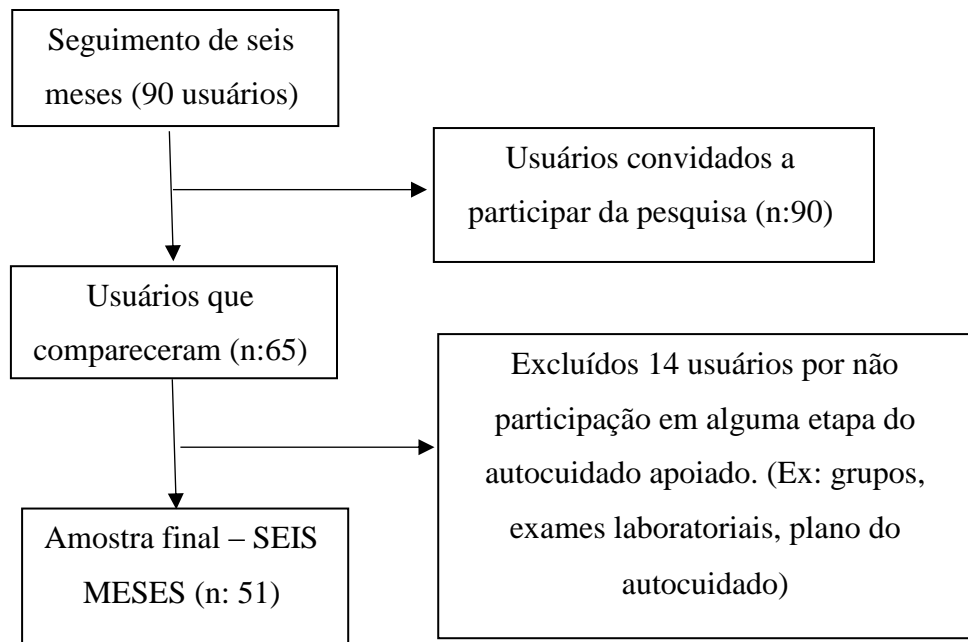 Seguimento de seis
meses (90 usuários)
Usuários convidados a
participar da pesquisa (n:90)
Usuários que
compareceram (n:65)
Excluídos 14 usuários por não
participação em alguma etapa do
autocuidado apoiado. (Ex: grupos,
exames laboratoriais, plano do
autocuidado)
Amostra final – SEIS
MESES (n: 51)